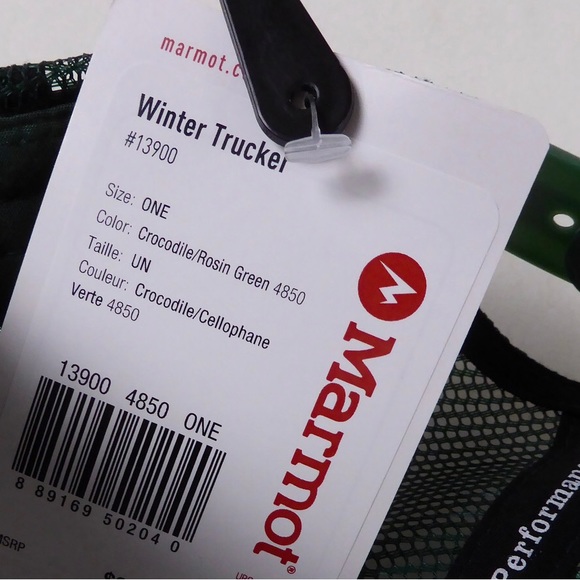 marmot.c
Winter Trucker
#13900
Size: ONE
Color: Crocodile/Rosin Green 4850
Taille: UN
Couleur: Crocodile/Cellophane
Verte 4850
13900 4850 ONE
8 89169 50204 0
MSRP
Marmot®
Performan